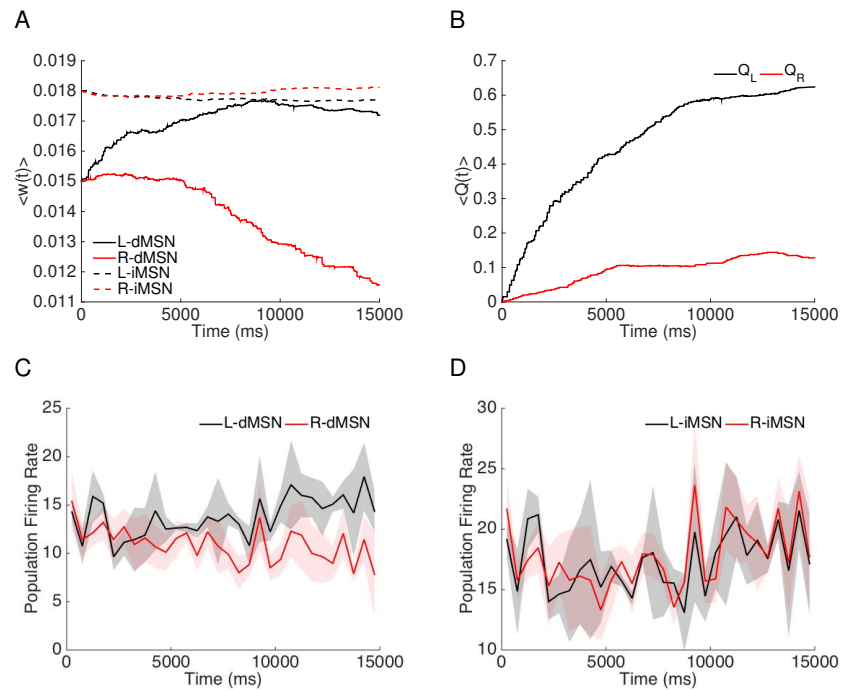 A
0.019
0.018
0.017
0.016
0.015
0.014
0.013
0.012
0.011
<w(t)>
L-dMSN
R-dMSN
L-iMSN
R-iMSN
0 5000 10000 15000
Time (ms)
B
0.7
0.6
0.5
0.4
0.3
0.2
0.1
0
<Q(t)>
Q_L Q_R
0 5000 10000 15000
Time (ms)
C
25
20
15
10
5
0
Population Firing Rate
L-dMSN R-dMSN
0 5000 10000 15000
Time (ms)
D
30
25
20
15
10
Population Firing Rate
L-iMSN R-iMSN
0 5000 10000 15000
Time (ms)